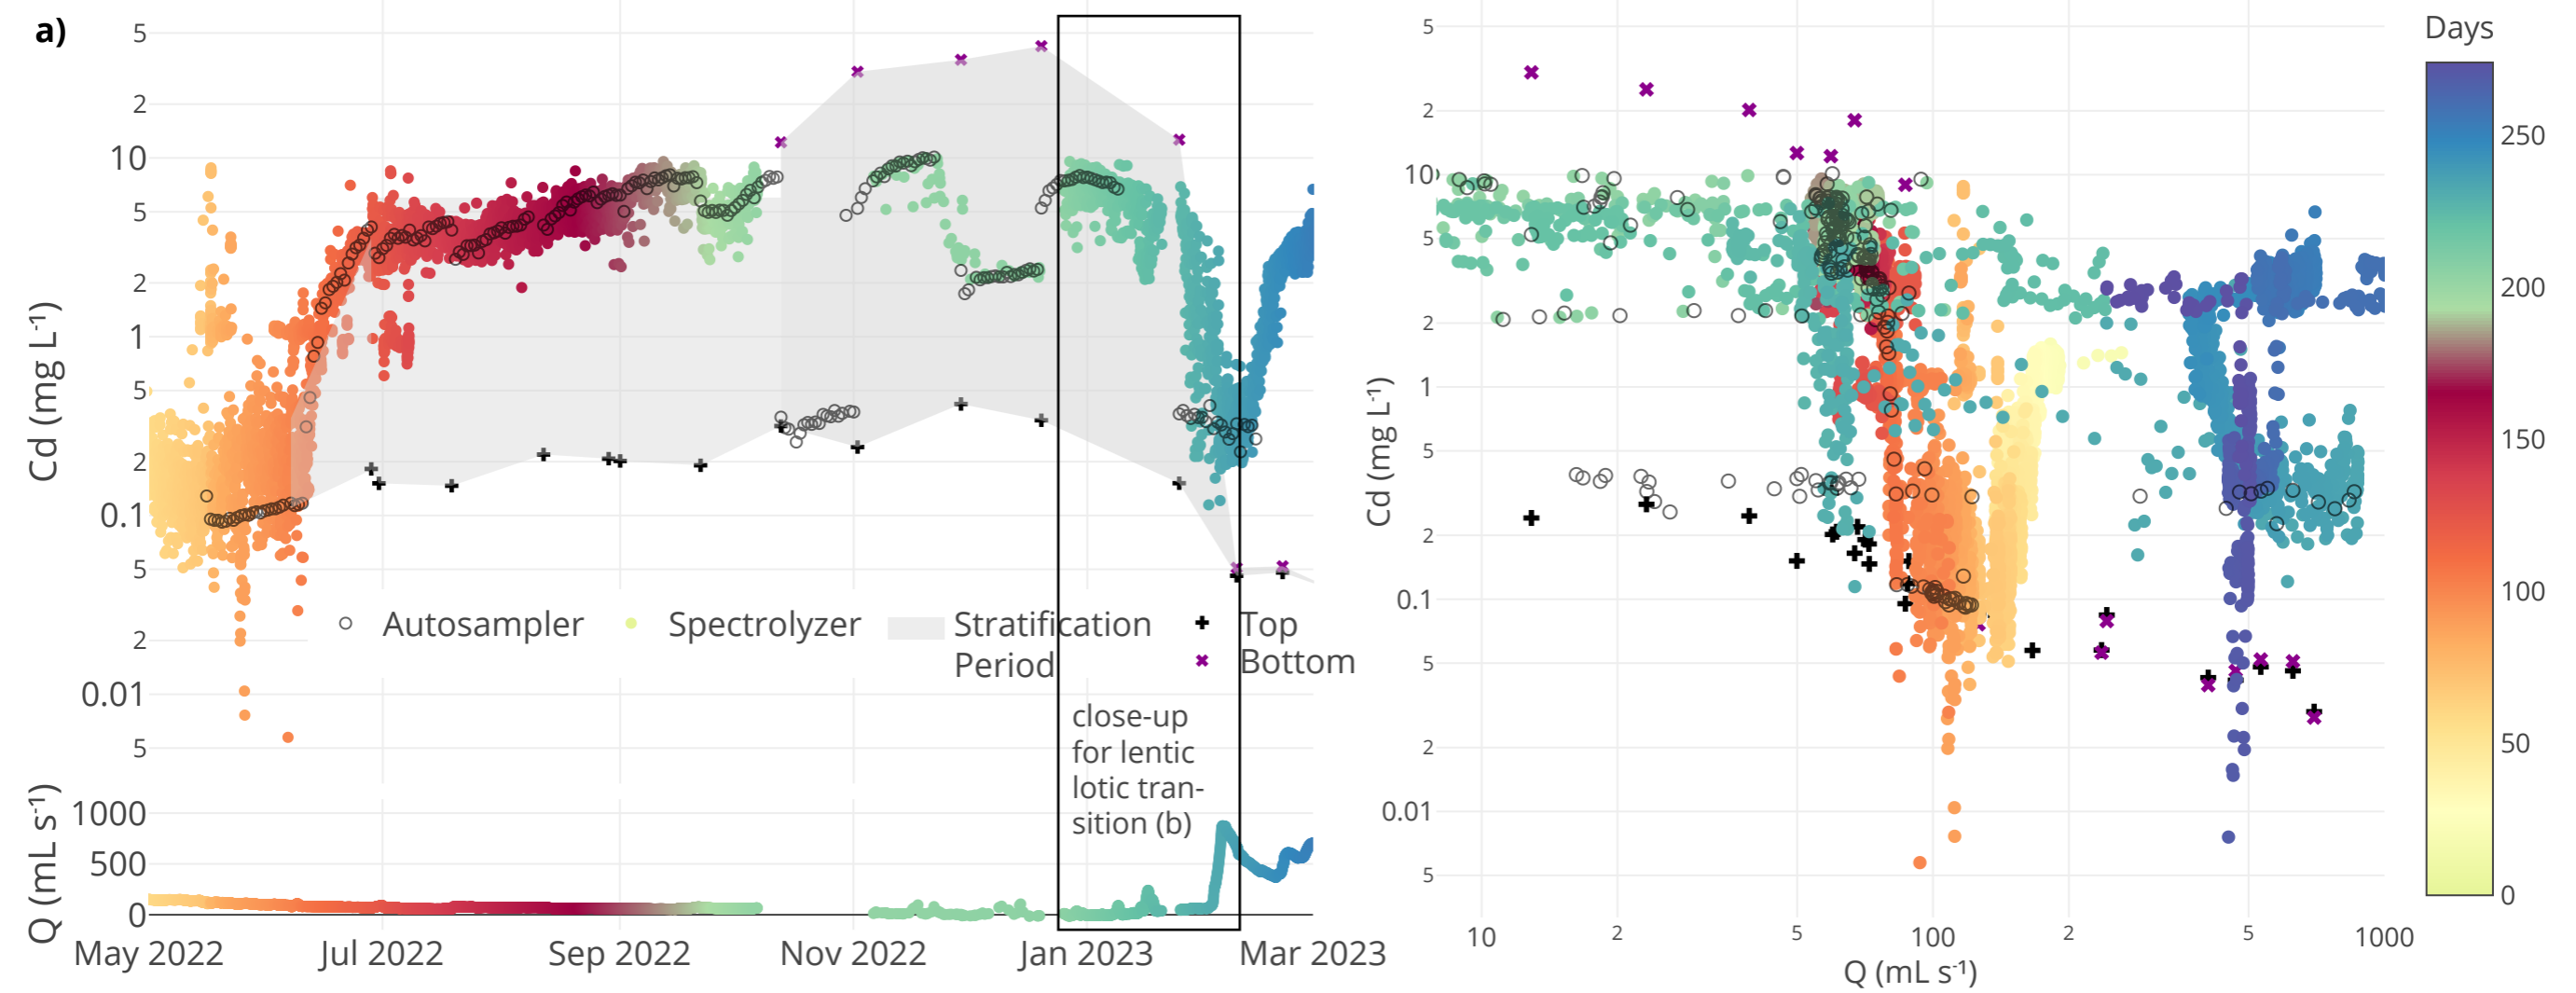 a)
5
2
10
5
2
1
5
2
0.1
5
2
0.01
5
Cd (mg L⁻¹)
Autosampler
Spectrolyzer
Stratification
Period
Top
Bottom
close-up
for lentic
lotic tran-
sition (b)
1000
500
0
Q (mL s⁻¹)
May 2022 Jul 2022 Sep 2022 Nov 2022 Jan 2023 Mar 2023
5
2
10
5
2
1
5
2
0.1
5
2
0.01
5
Cd (mg L⁻¹)
10 2 5 100 2 5 1000
Q (mL s⁻¹)
Days
250
200
150
100
50
0